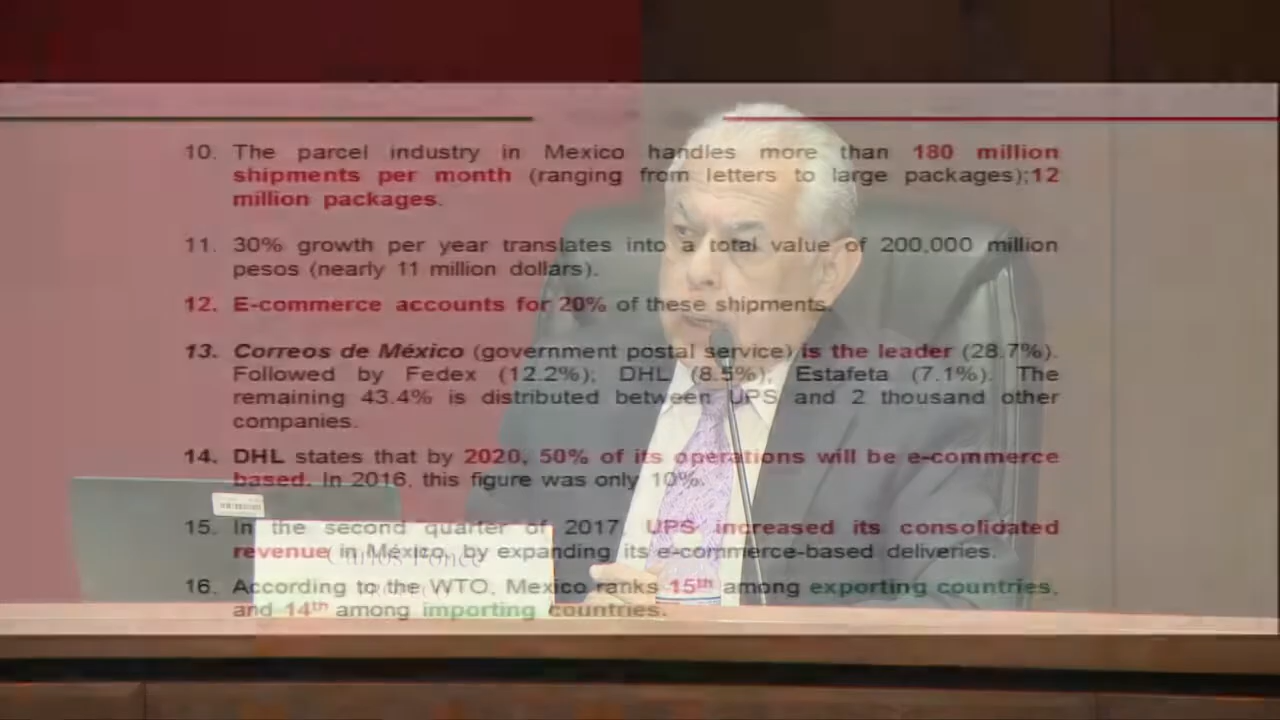 10. The parcel industry in Mexico handles more than 180 million
shipments per month (ranging from letters to large packages);12
million packages.
11. 30% growth per year translates into a total value of 200,000 million
pesos (nearly 11 million dollars).
12. E-commerce accounts for 20% of these shipments.
13. Correos de México (government postal service) is the leader (28.7%).
Followed by Fedex (12.2%); DHL (8.5%); Estafeta (7.1%). The
remaining 43.4% is distributed between UPS and 2 thousand other
companies.
14. DHL states that by 2020, 50% of its operations will be e-commerce
based. In 2016, this figure was only 10%.
15. In the second quarter of 2017, UPS increased its consolidated
revenue in México, by expanding its e-commerce-based deliveries.
Carlos Ponce
16. According to the WTO, Mexico ranks 15th among exporting countries,
and 14th among importing countries.